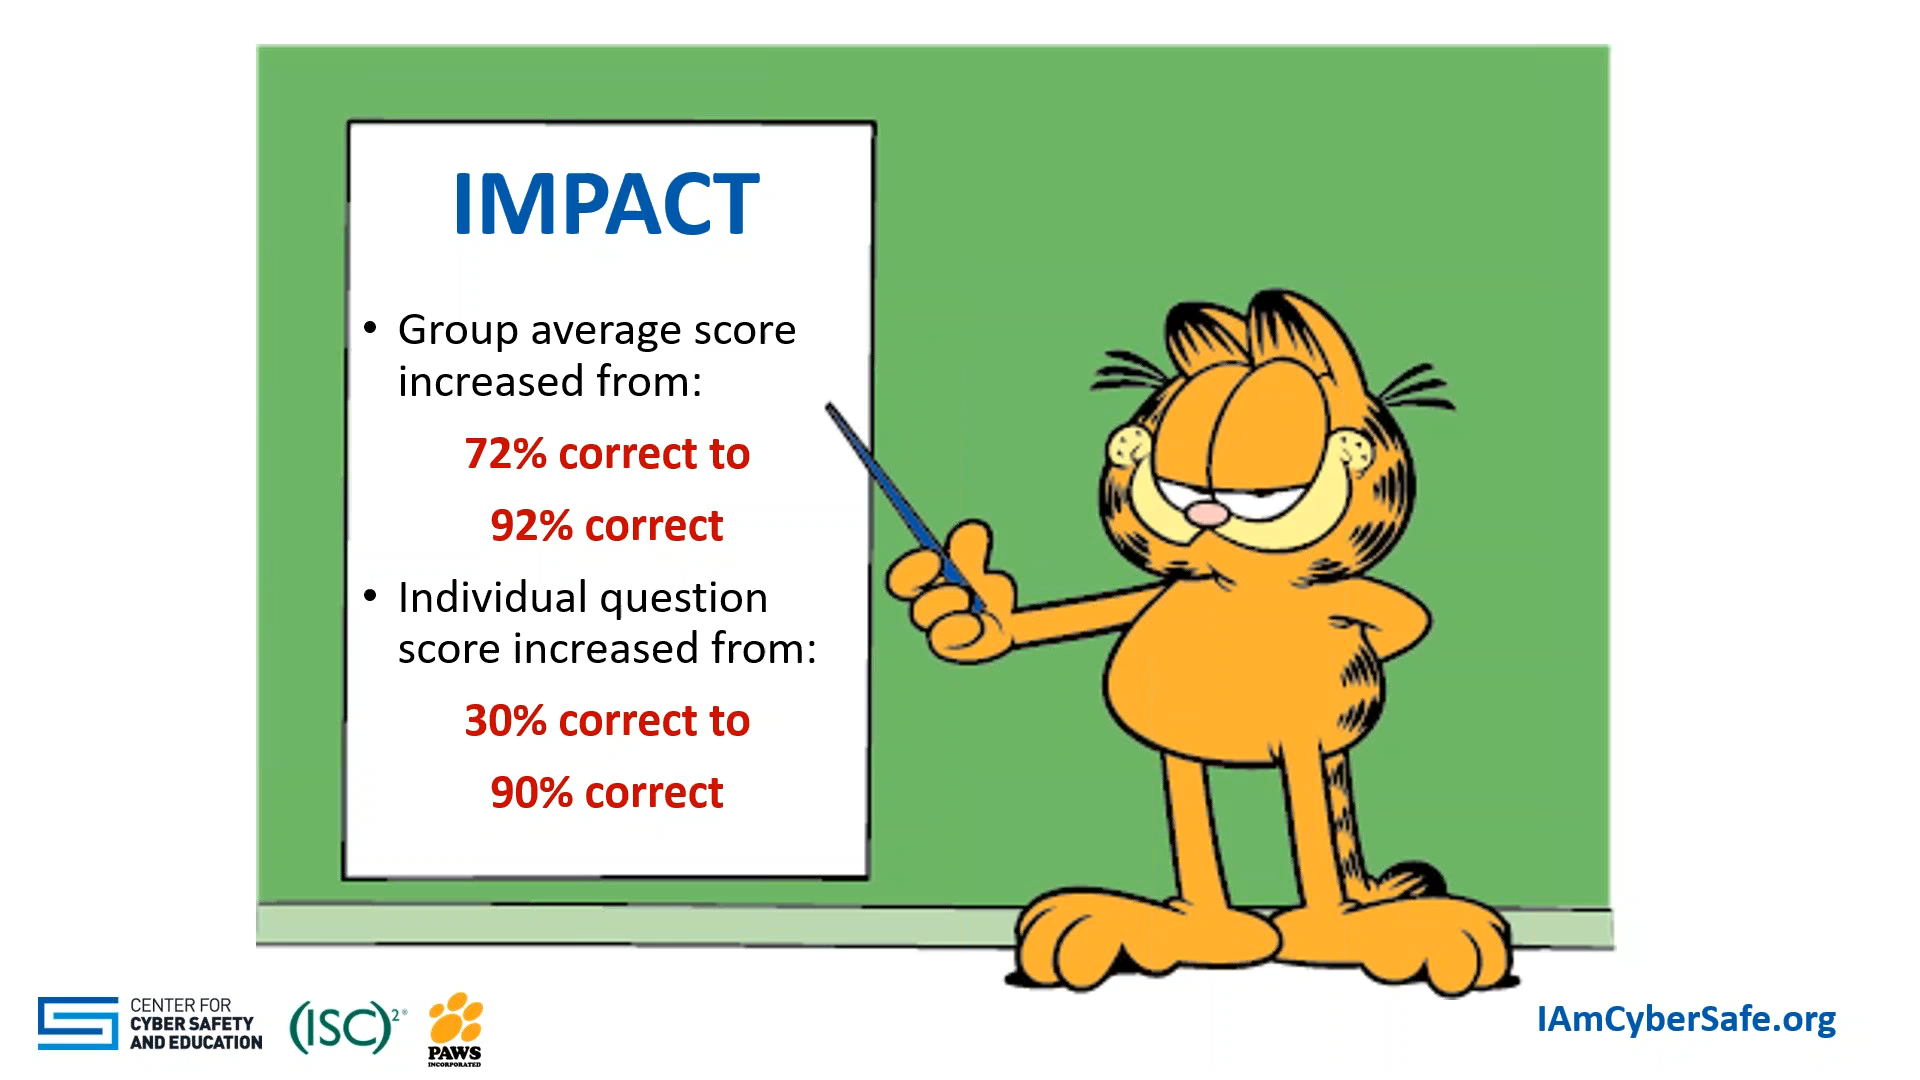 IMPACT
• Group average score
increased from:
72% correct to
92% correct
• Individual question
score increased from:
30% correct to
90% correct
CENTER FOR
CYBER SAFETY
AND EDUCATION
(ISC)²®
PAWS
INCORPORATED
IAmCyberSafe.org